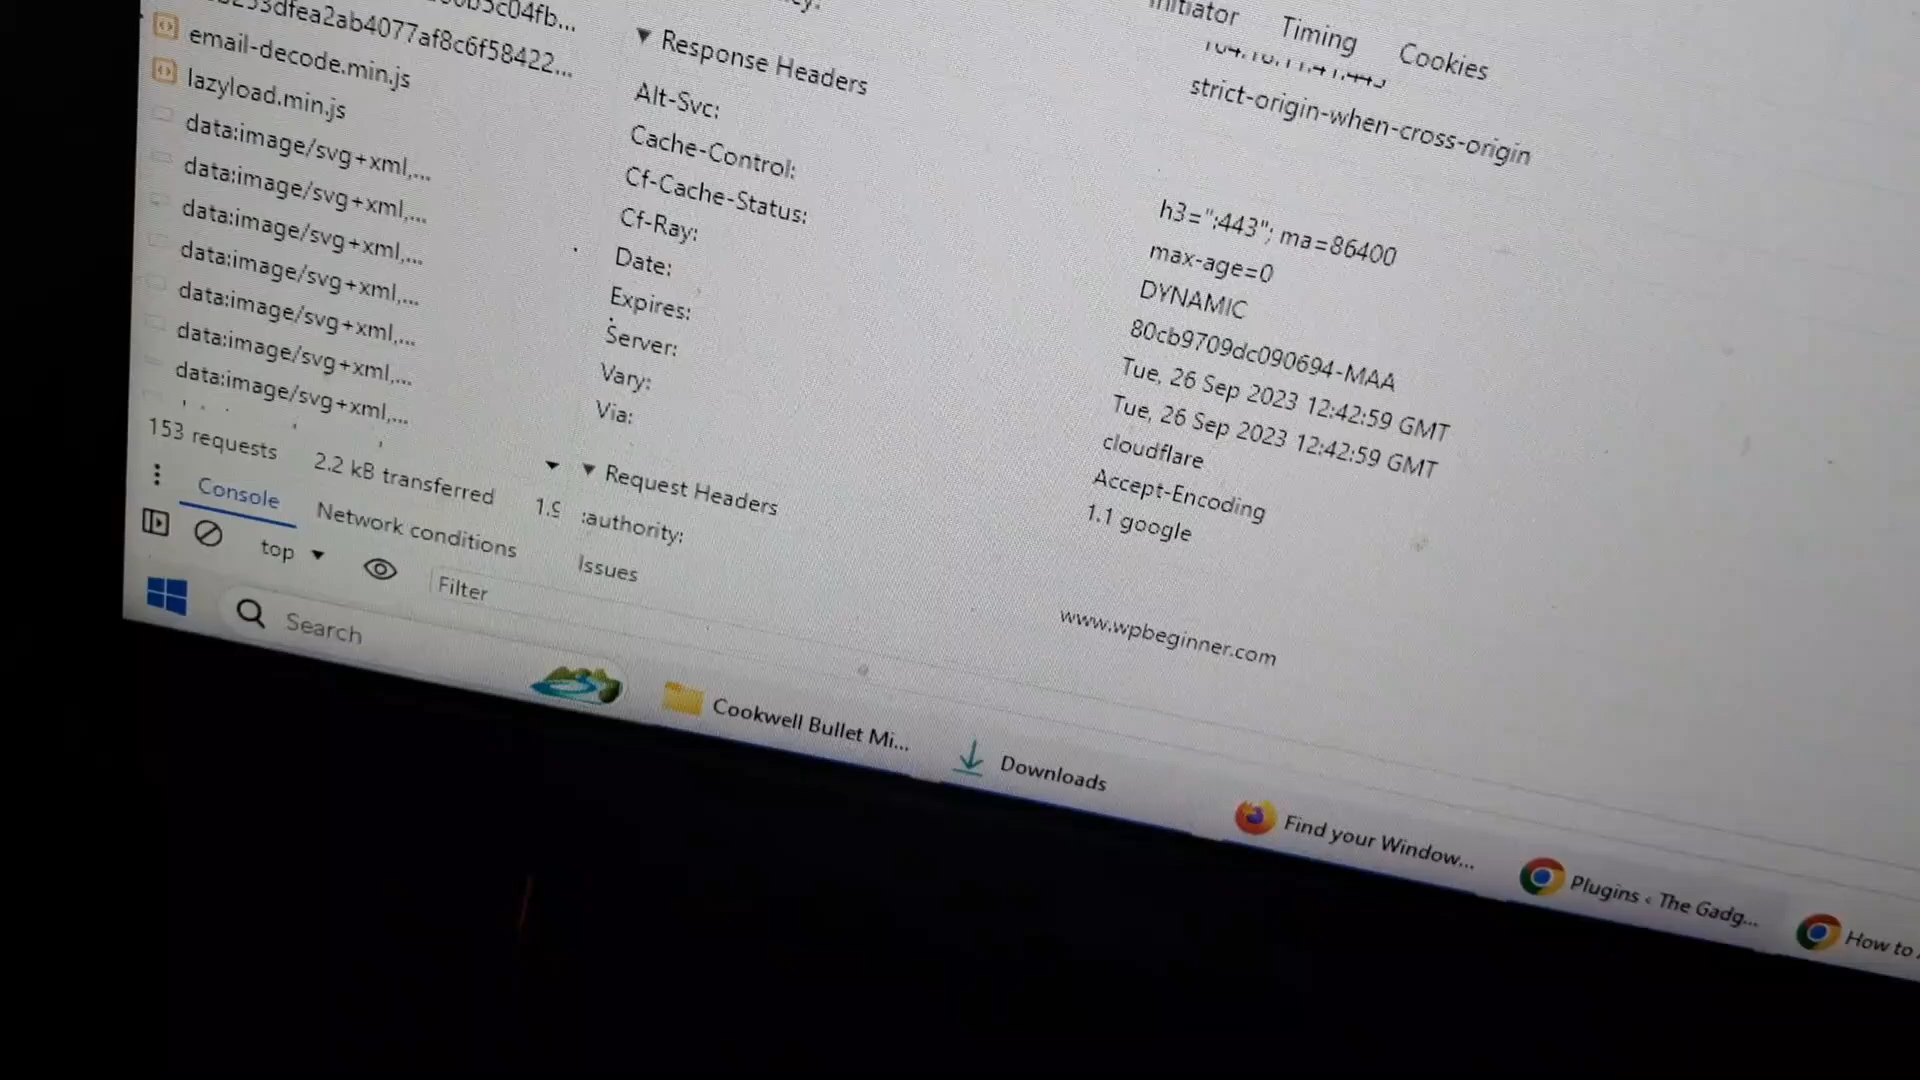 email-decode.min.js
lazyload.min.js
data:image/svg+xml,...
data:image/svg+xml,...
data:image/svg+xml,...
data:image/svg+xml,...
data:image/svg+xml,...
data:image/svg+xml,...
data:image/svg+xml,...
153 requests 2.2 kB transferred
Console Network conditions Issues
top Filter
Initiator Timing Cookies
strict-origin-when-cross-origin
Response Headers
Alt-Svc: h3=":443"; ma=86400
Cache-Control: max-age=0
Cf-Cache-Status: DYNAMIC
Cf-Ray: 80cb9709dc090694-MAA
Date: Tue, 26 Sep 2023 12:42:59 GMT
Expires: Tue, 26 Sep 2023 12:42:59 GMT
Server: cloudflare
Vary: Accept-Encoding
Via: 1.1 google
Request Headers
:authority: www.wpbeginner.com
Search
Cookwell Bullet Mi...
Downloads
Find your Window...
Plugins ‹ The Gadg...
How to